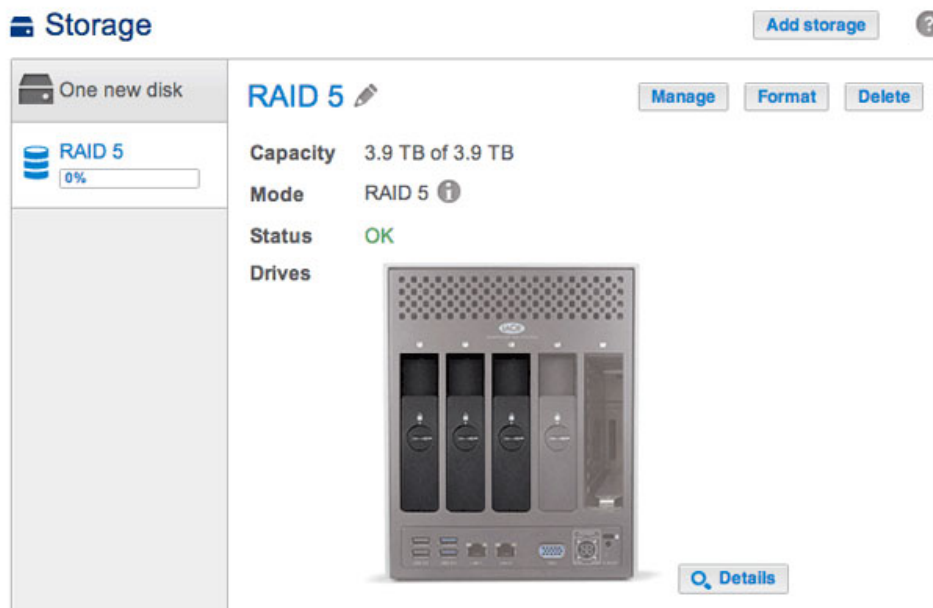 Storage
Add storage
?
One new disk
RAID 5
0%
RAID 5
Manage
Format
Delete
Capacity 3.9 TB of 3.9 TB
Mode RAID 5 i
Status OK
Drives
LACIE
Details